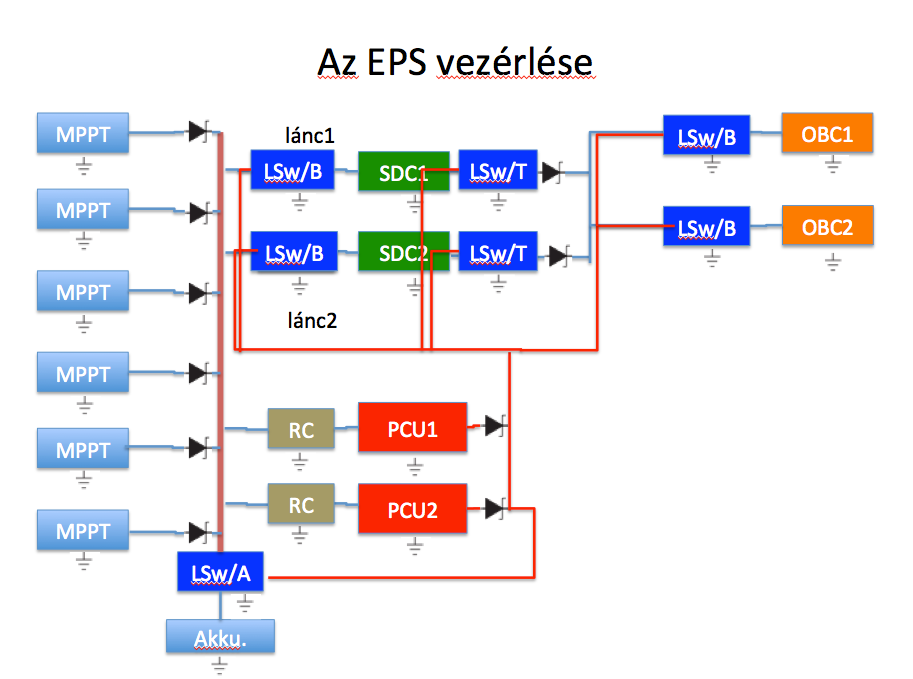 Az EPS vezérlése
MPPT
lánc1
LSw/B
SDC1
LSw/T
LSw/B
OBC1
MPPT
LSw/B
SDC2
LSw/T
LSw/B
OBC2
MPPT
lánc2
MPPT
RC
PCU1
MPPT
RC
PCU2
MPPT
LSw/A
Akku.